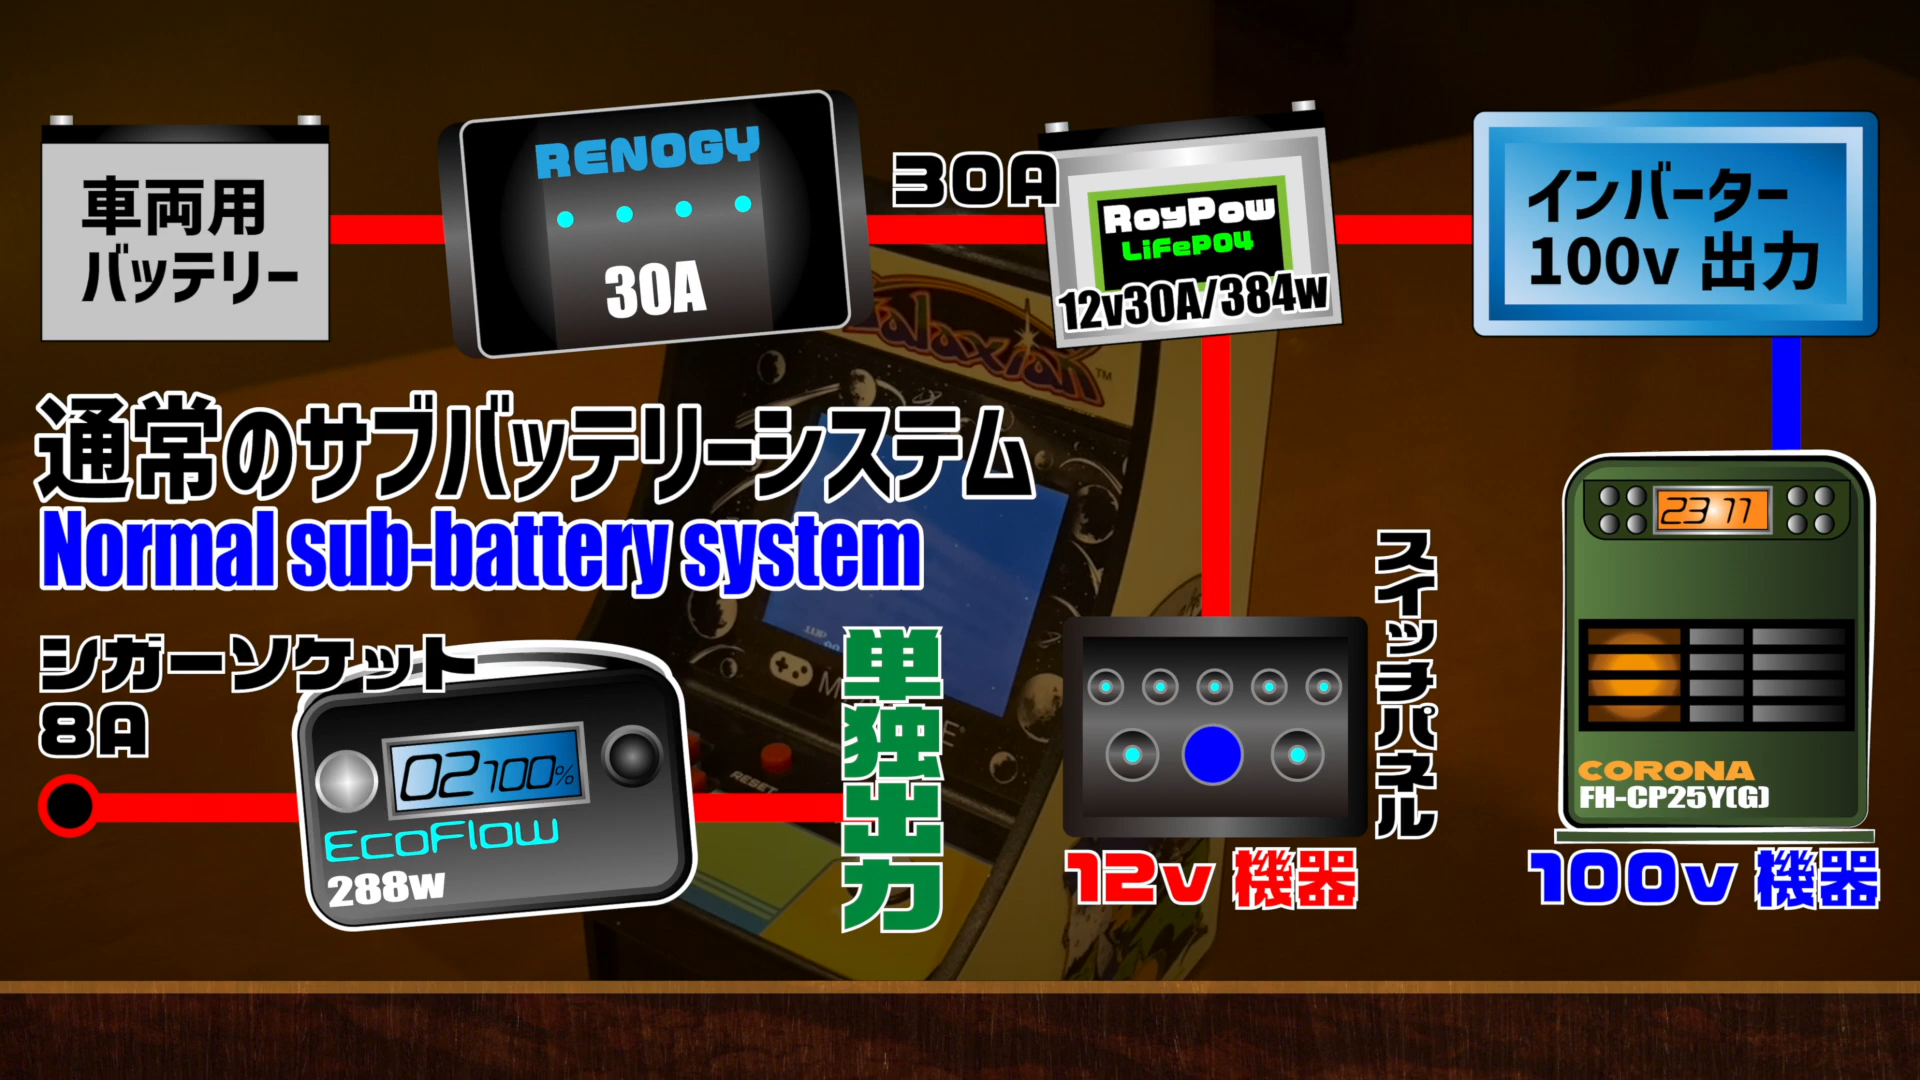 車両用
バッテリー
RENOGY
30A
30A
RoyPow
LiFePO4
12v30A/384w
インバーター
100v 出力
Galaxian™
通常のサブバッテリーシステム
Normal sub-battery system
シガーソケット
8A
02 100%
EcoFlow
288w
RESET
単独出力
スイッチパネル
12v 機器
23 11
CORONA
FH-CP25Y(G)
100v 機器